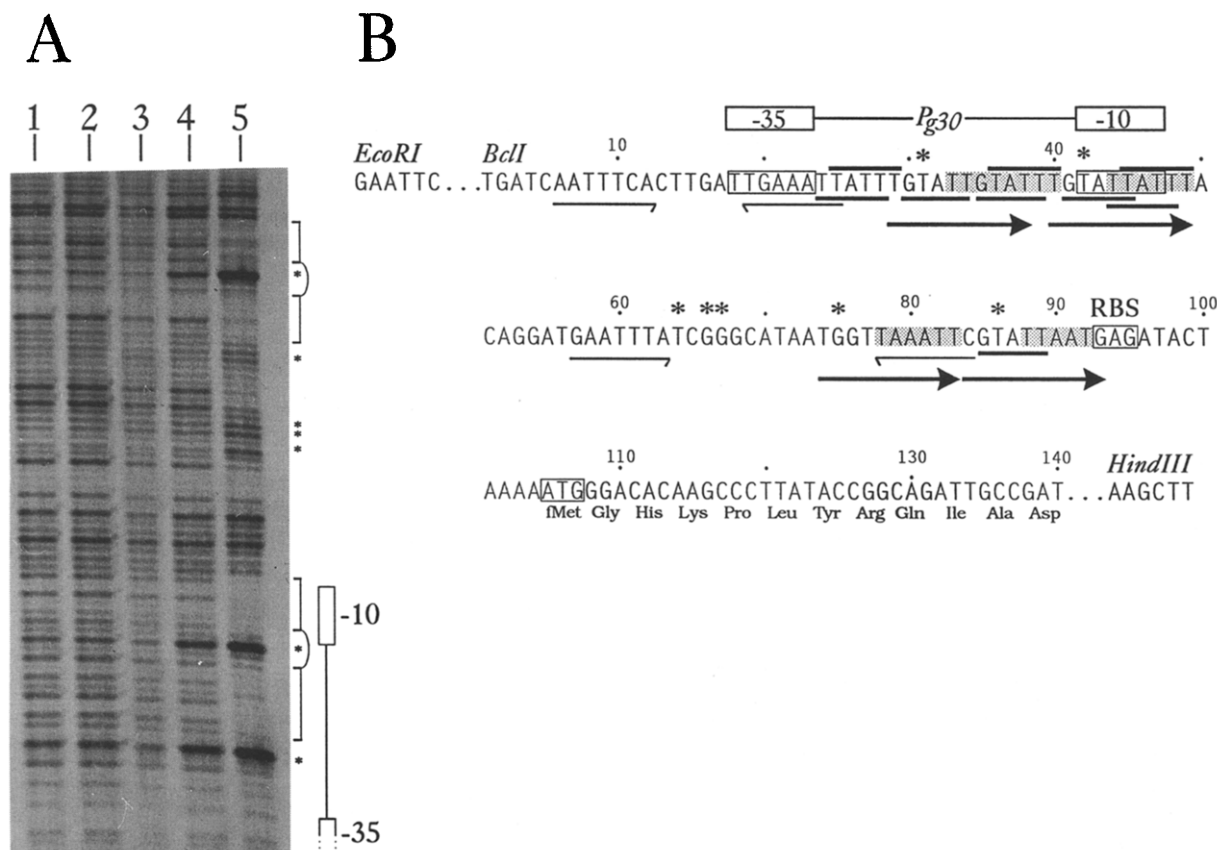 A
B
1 2 3 4 5
*
*
*
*
*
*
*
-10
-35
-35 Pg30 -10
* *
EcoRI BclI 10 40
GAATTC...TGATCAATTTCACTTGATTGAAATTATTTGTATTGTATTTGTATTATTTA
60 * ** * 80 * 90 RBS 100
CAGGATGAATTTATCGGGCATAATGGTTAAATTCGTATTAATGAGATACT
110 130 140 HindIII
AAAAATGGGACACAAGCCCTTATACCGGCAGATTGCCGAT...AAGCTT
fMet Gly His Lys Pro Leu Tyr Arg Gln Ile Ala Asp